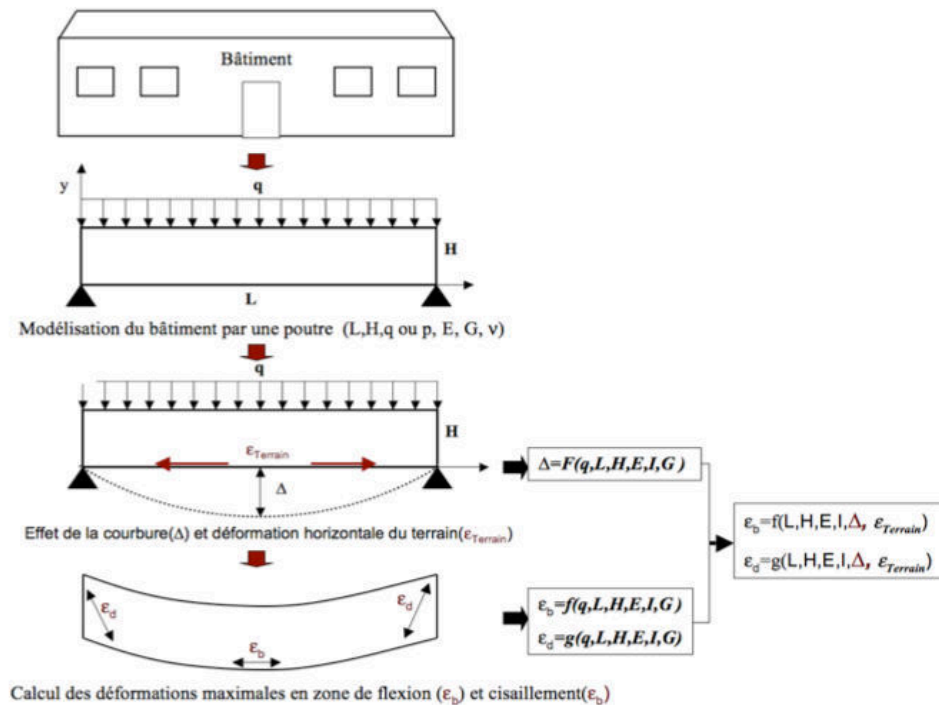 Bâtiment
y
q
H
L
Modélisation du bâtiment par une poutre (L,H,q ou p, E, G, ν)
q
H
εTerrain
Δ
Δ=F(q,L,H,E,I,G)
Effet de la courbure(Δ) et déformation horizontale du terrain(εTerrain)
εb=f(L,H,E,I,Δ, εTerrain)
εd=g(L,H,E,I,Δ, εTerrain)
εd
εd
εb
εb=f(q,L,H,E,I,G)
εd=g(q,L,H,E,I,G)
Calcul des déformations maximales en zone de flexion (εb) et cisaillement(εb)